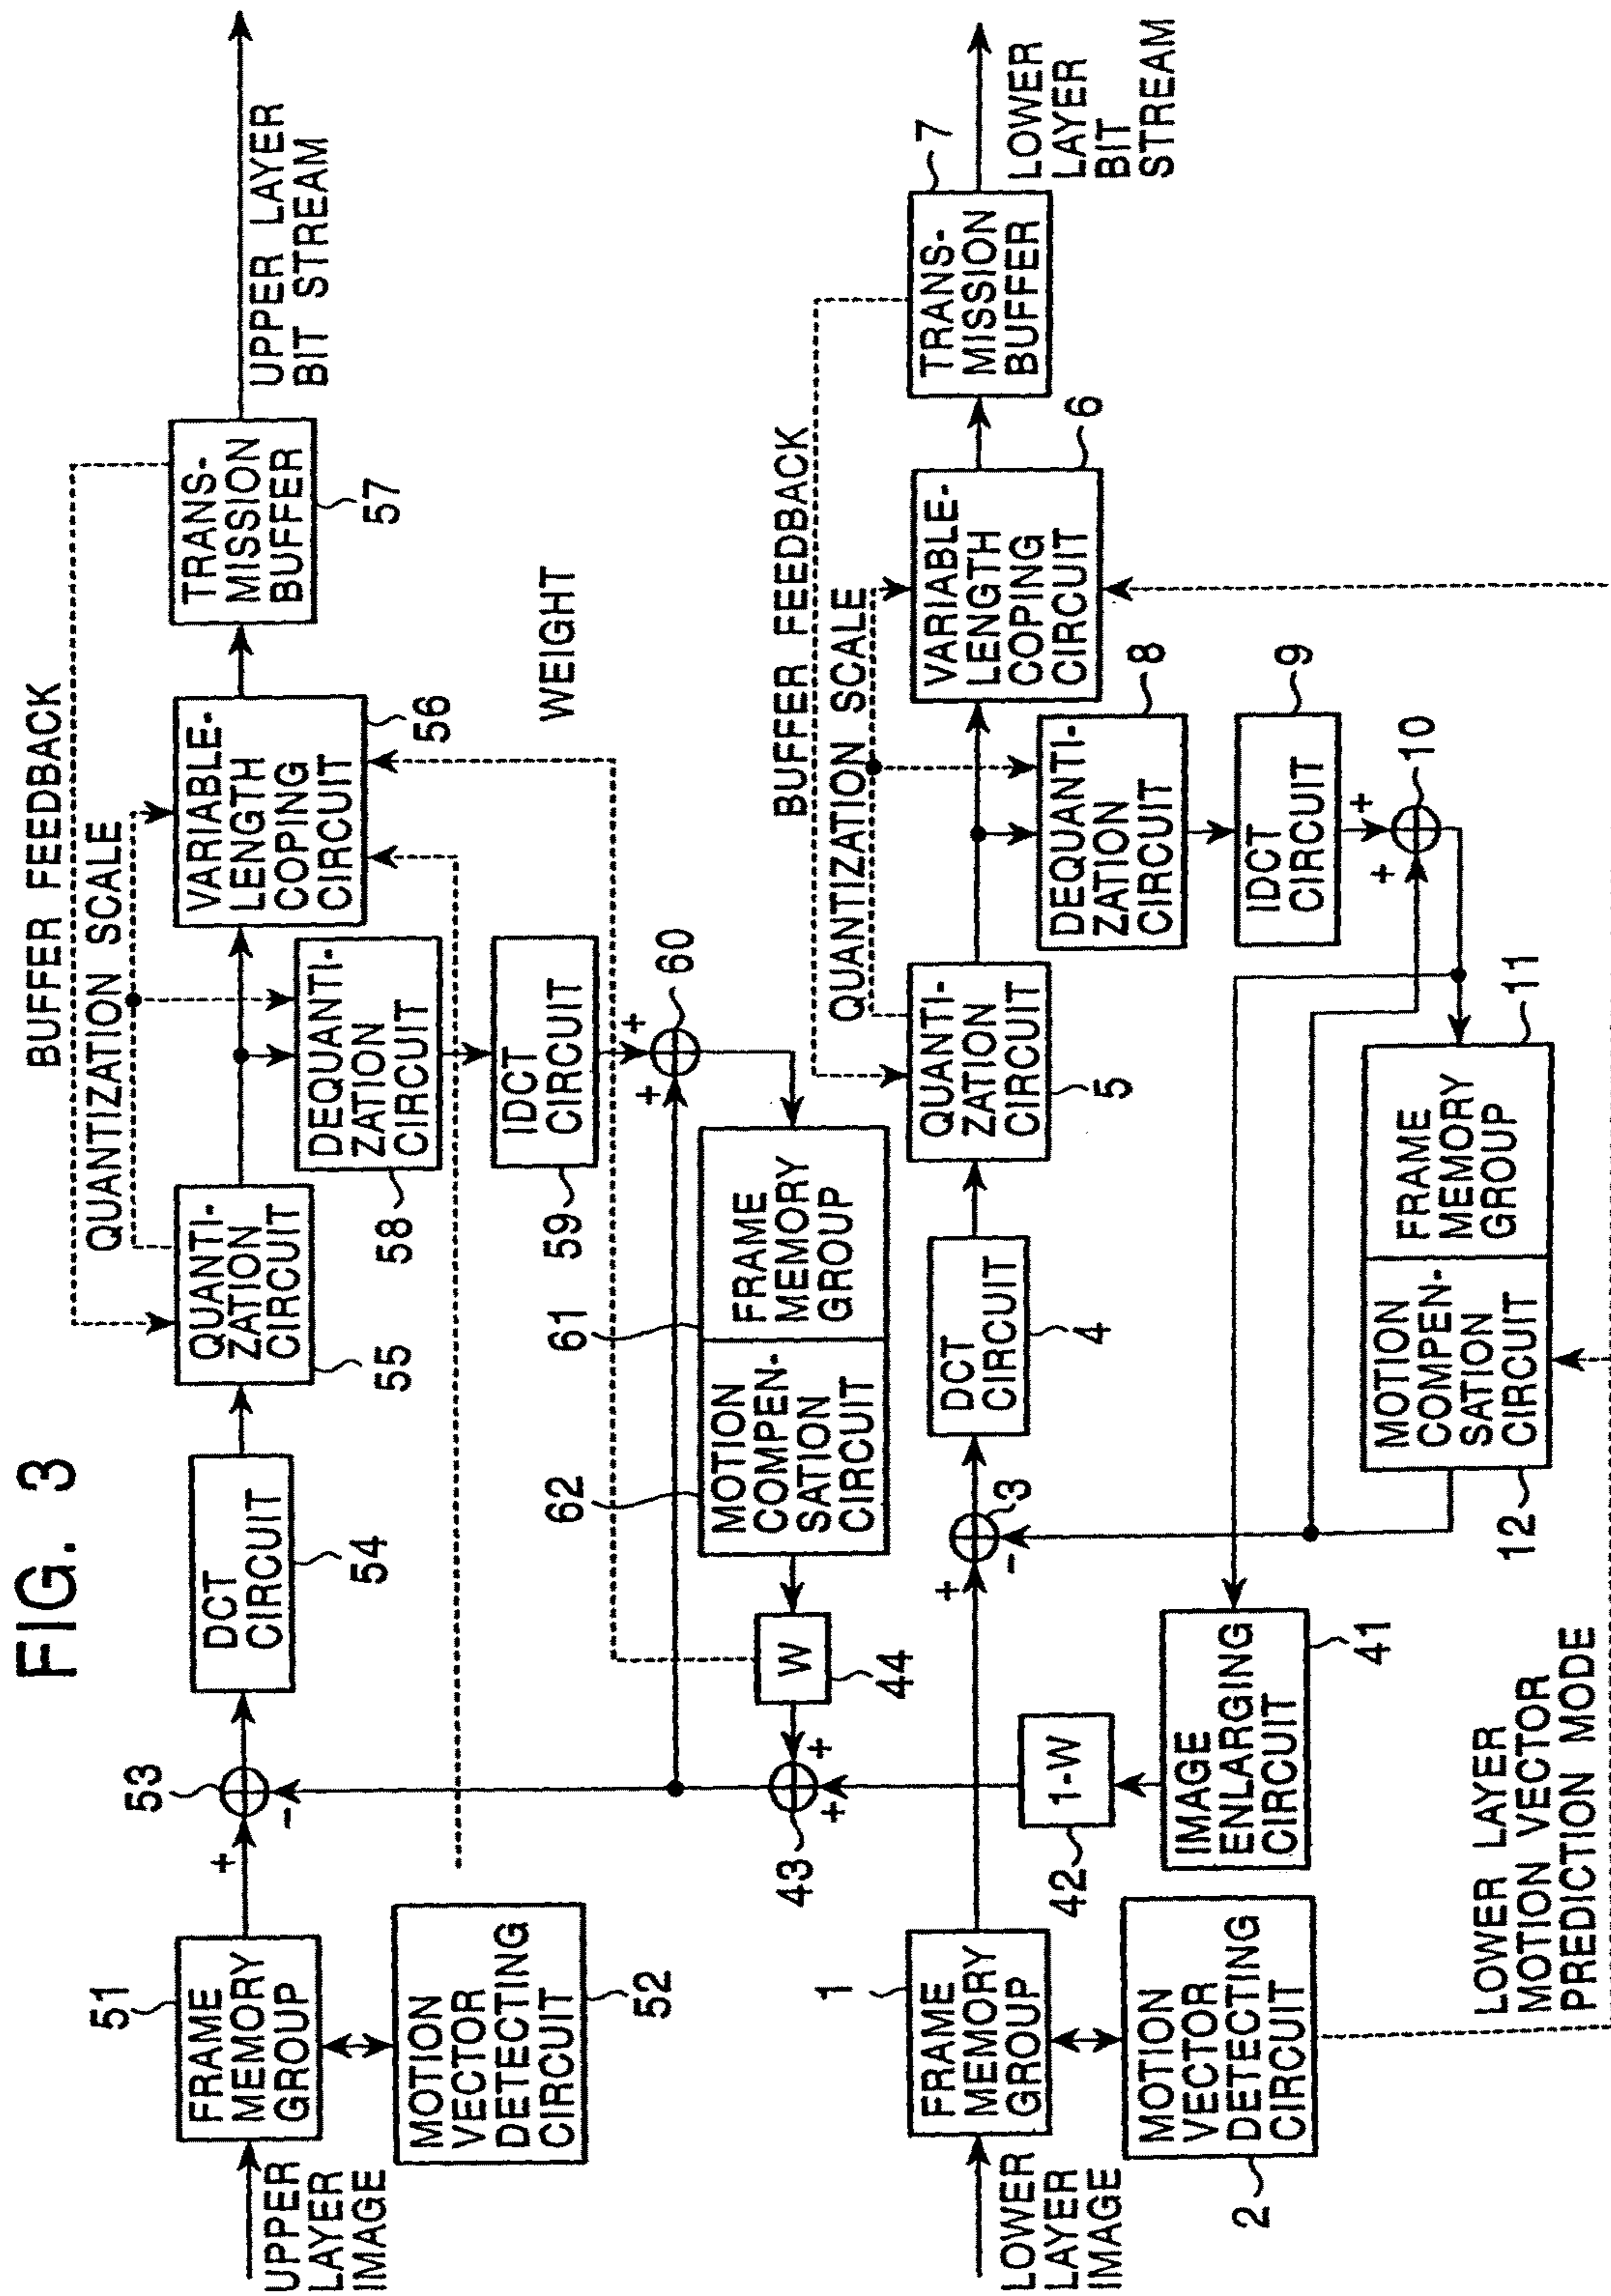 FIG. 3
BUFFER FEEDBACK
QUANTIZATION SCALE
UPPER
LAYER
IMAGE
51
FRAME
MEMORY
GROUP
MOTION
VECTOR
DETECTING
CIRCUIT
52
53
+
-
DCT
CIRCUIT
54
QUANTI-
ZATION
CIRCUIT
55
VARIABLE-
LENGTH
COPING
CIRCUIT
56
TRANS-
MISSION
BUFFER
57
UPPER LAYER
BIT STREAM
DEQUANTI-
ZATION
CIRCUIT
58
IDCT
CIRCUIT
59
+
+
60
WEIGHT
61
FRAME
MEMORY
GROUP
62
MOTION
COMPEN-
SATION
CIRCUIT
W
44
+
+
43
1-W
42
IMAGE
ENLARGING
CIRCUIT
41
BUFFER FEEDBACK
QUANTIZATION SCALE
LOWER
LAYER
IMAGE
1
FRAME
MEMORY
GROUP
MOTION
VECTOR
DETECTING
CIRCUIT
2
+
-
3
DCT
CIRCUIT
4
QUANTI-
ZATION
CIRCUIT
5
VARIABLE-
LENGTH
COPING
CIRCUIT
6
TRANS-
MISSION
BUFFER
7
LOWER
LAYER
BIT
STREAM
DEQUANTI-
ZATION
CIRCUIT
8
IDCT
CIRCUIT
9
+
+
10
FRAME
MEMORY
GROUP
11
MOTION
COMPEN-
SATION
CIRCUIT
12
LOWER LAYER
MOTION VECTOR
PREDICTION MODE